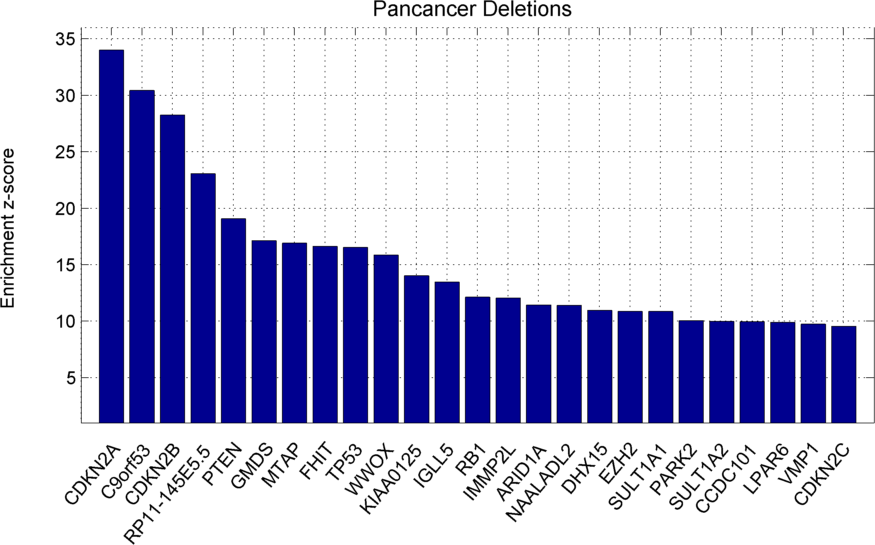 Pancancer Deletions
Enrichment z-score
35
30
25
20
15
10
5
CDKN2A
C9orf53
CDKN2B
RP11-145E5.5
PTEN
GMDS
MTAP
FHIT
TP53
WWOX
KIAA0125
IGLL5
RB1
IMMP2L
ARID1A
NAALADL2
DHX15
EZH2
SULT1A1
PARK2
SULT1A2
CCDC101
LPAR6
VMP1
CDKN2C